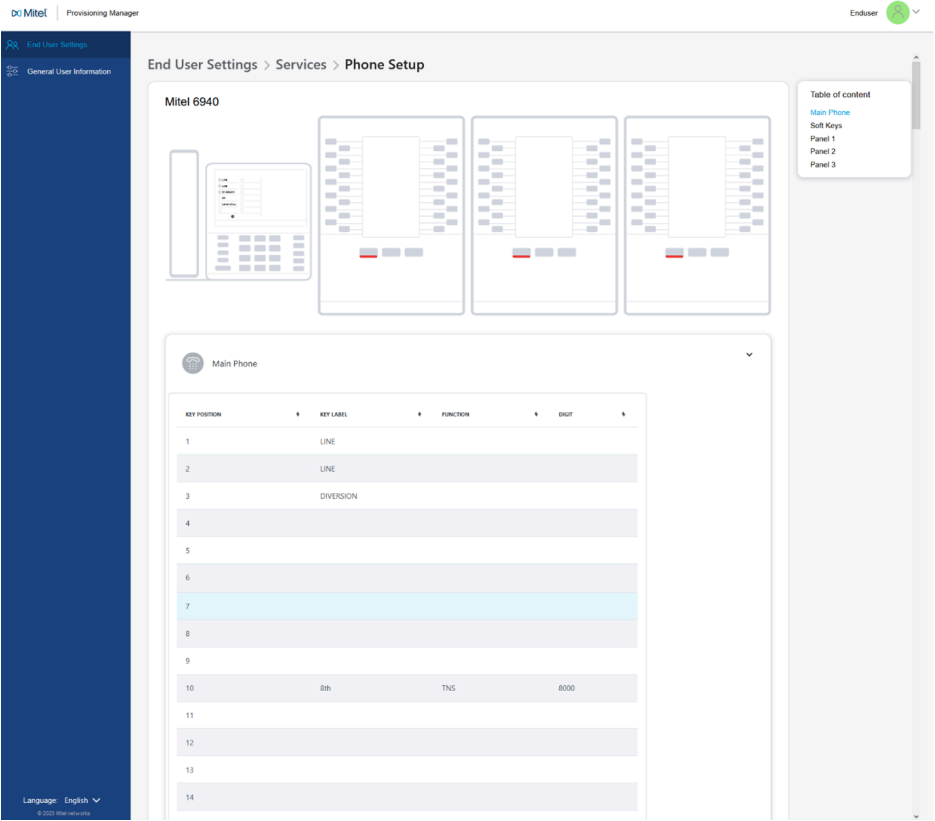 Mitel Provisioning Manager
Enduser
End User Settings
General User Information
End User Settings > Services > Phone Setup
Mitel 6940
Table of content
Main Phone
Soft Keys
Panel 1
Panel 2
Panel 3
Main Phone
KEY POSITION KEY LABEL FUNCTION DIGIT
1 LINE
2 LINE
3 DIVERSION
4
5
6
7
8
9
10 8th TNS 8000
11
12
13
14
Language: English
© 2023 Mitel networks